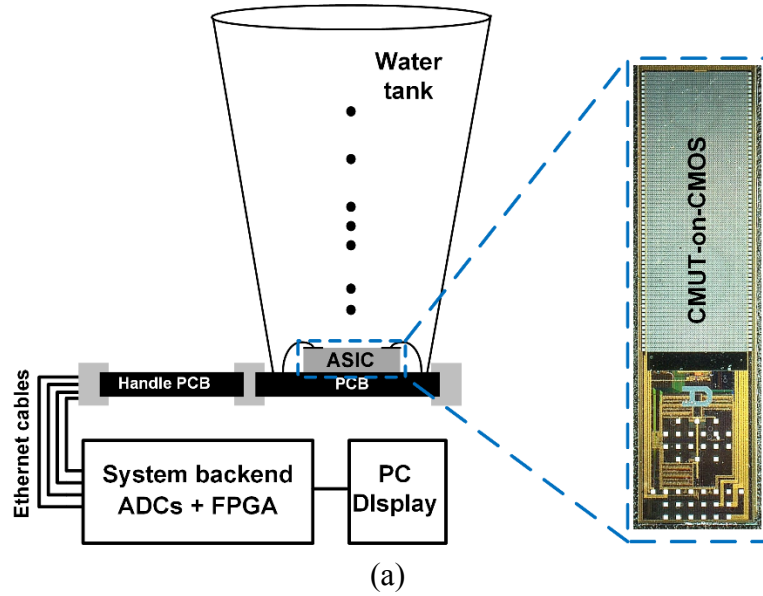 Water
tank
CMUT-on-CMOS
ASIC
Handle PCB
PCB
Ethernet cables
System backend
ADCs + FPGA
PC
DIsplay
(a)